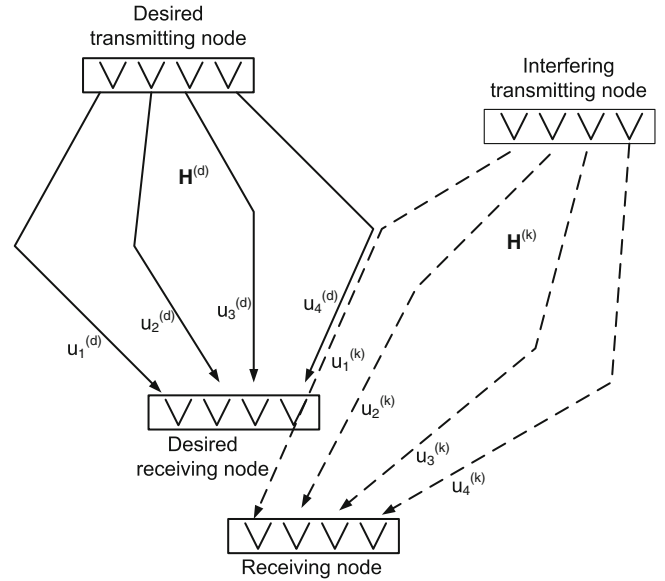 Desired
transmitting node
Interfering
transmitting node
H(d)
H(k)
u1(d)
u2(d)
u3(d)
u4(d)
u1(k)
u2(k)
u3(k)
u4(k)
Desired
receiving node
Receiving node